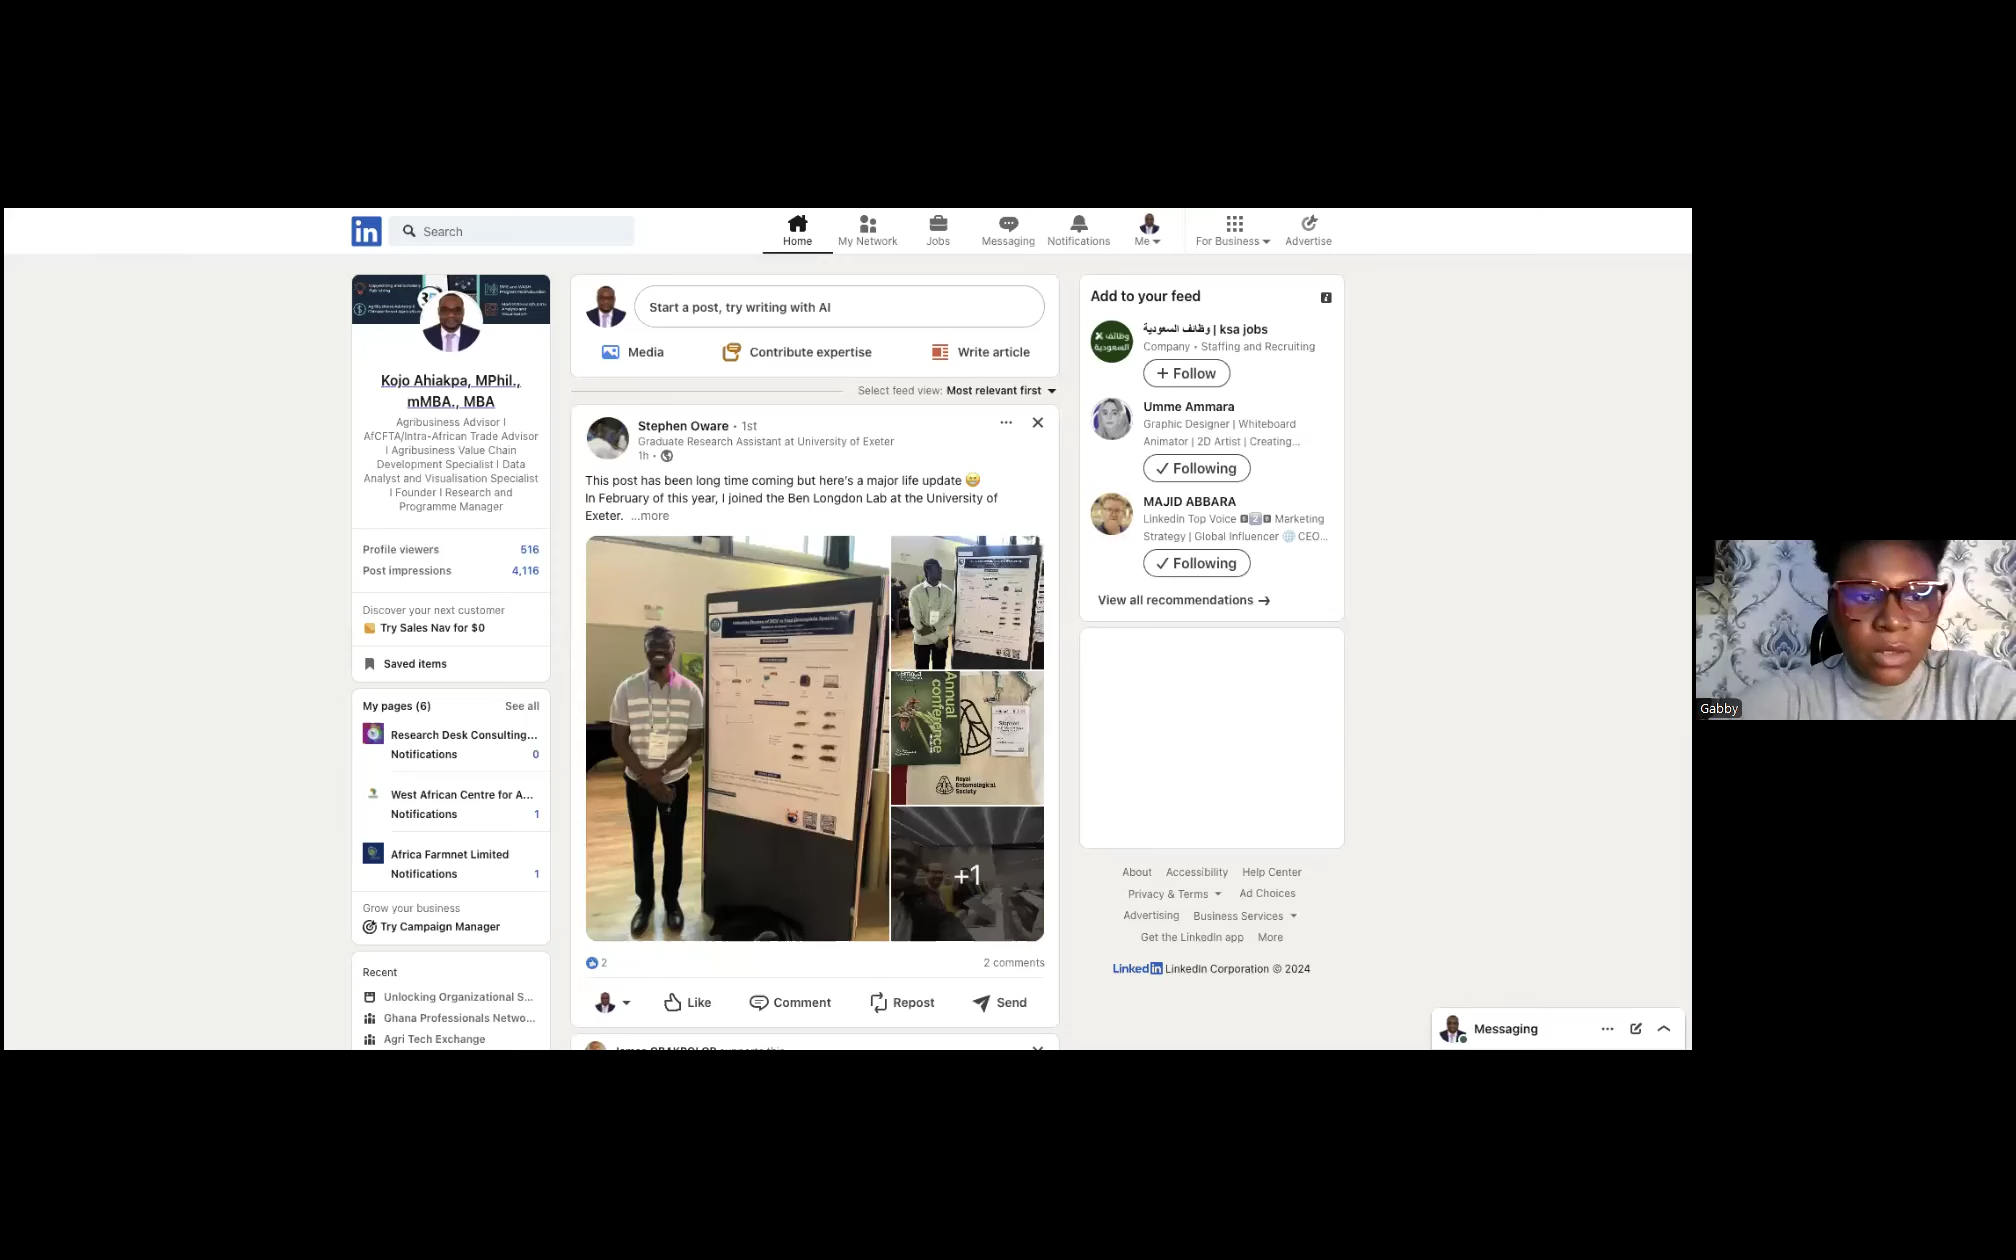 in
Search
Home
My Network
Jobs
Messaging
Notifications
Me
For Business
Advertise
Kojo Ahiakpa, MPhil.,
mMBA., MBA
Agribusiness Advisor I
AfCFTA/Intra-African Trade Advisor
I Agribusiness Value Chain
Development Specialist I Data
Analyst and Visualisation Specialist
I Founder I Research and
Programme Manager
Profile viewers 516
Post impressions 4,116
Discover your next customer
Try Sales Nav for $0
Saved items
My pages (6) See all
Research Desk Consulting...
Notifications 0
West African Centre for A...
Notifications 1
Africa Farmnet Limited
Notifications 1
Grow your business
Try Campaign Manager
Recent
Unlocking Organizational S...
Ghana Professionals Netwo...
Agri Tech Exchange
Start a post, try writing with AI
Media
Contribute expertise
Write article
Select feed view: Most relevant first
Stephen Oware • 1st
Graduate Research Assistant at University of Exeter
1h •
This post has been long time coming but here's a major life update 😁
In February of this year, I joined the Ben Longdon Lab at the University of
Exeter. ...more
Annual
conference
Royal
Entomological
Society
+1
2
2 comments
Like
Comment
Repost
Send
supports this
Add to your feed
وظائف السعودية | ksa jobs
Company • Staffing and Recruiting
+ Follow
Umme Ammara
Graphic Designer | Whiteboard
Animator | 2D Artist | Creating...
Following
MAJID ABBARA
Linkedin Top Voice Marketing
Strategy | Global Influencer 🌐 CEO...
Following
View all recommendations →
About Accessibility Help Center
Privacy & Terms Ad Choices
Advertising Business Services
Get the LinkedIn app More
LinkedIn LinkedIn Corporation © 2024
Messaging
Gabby